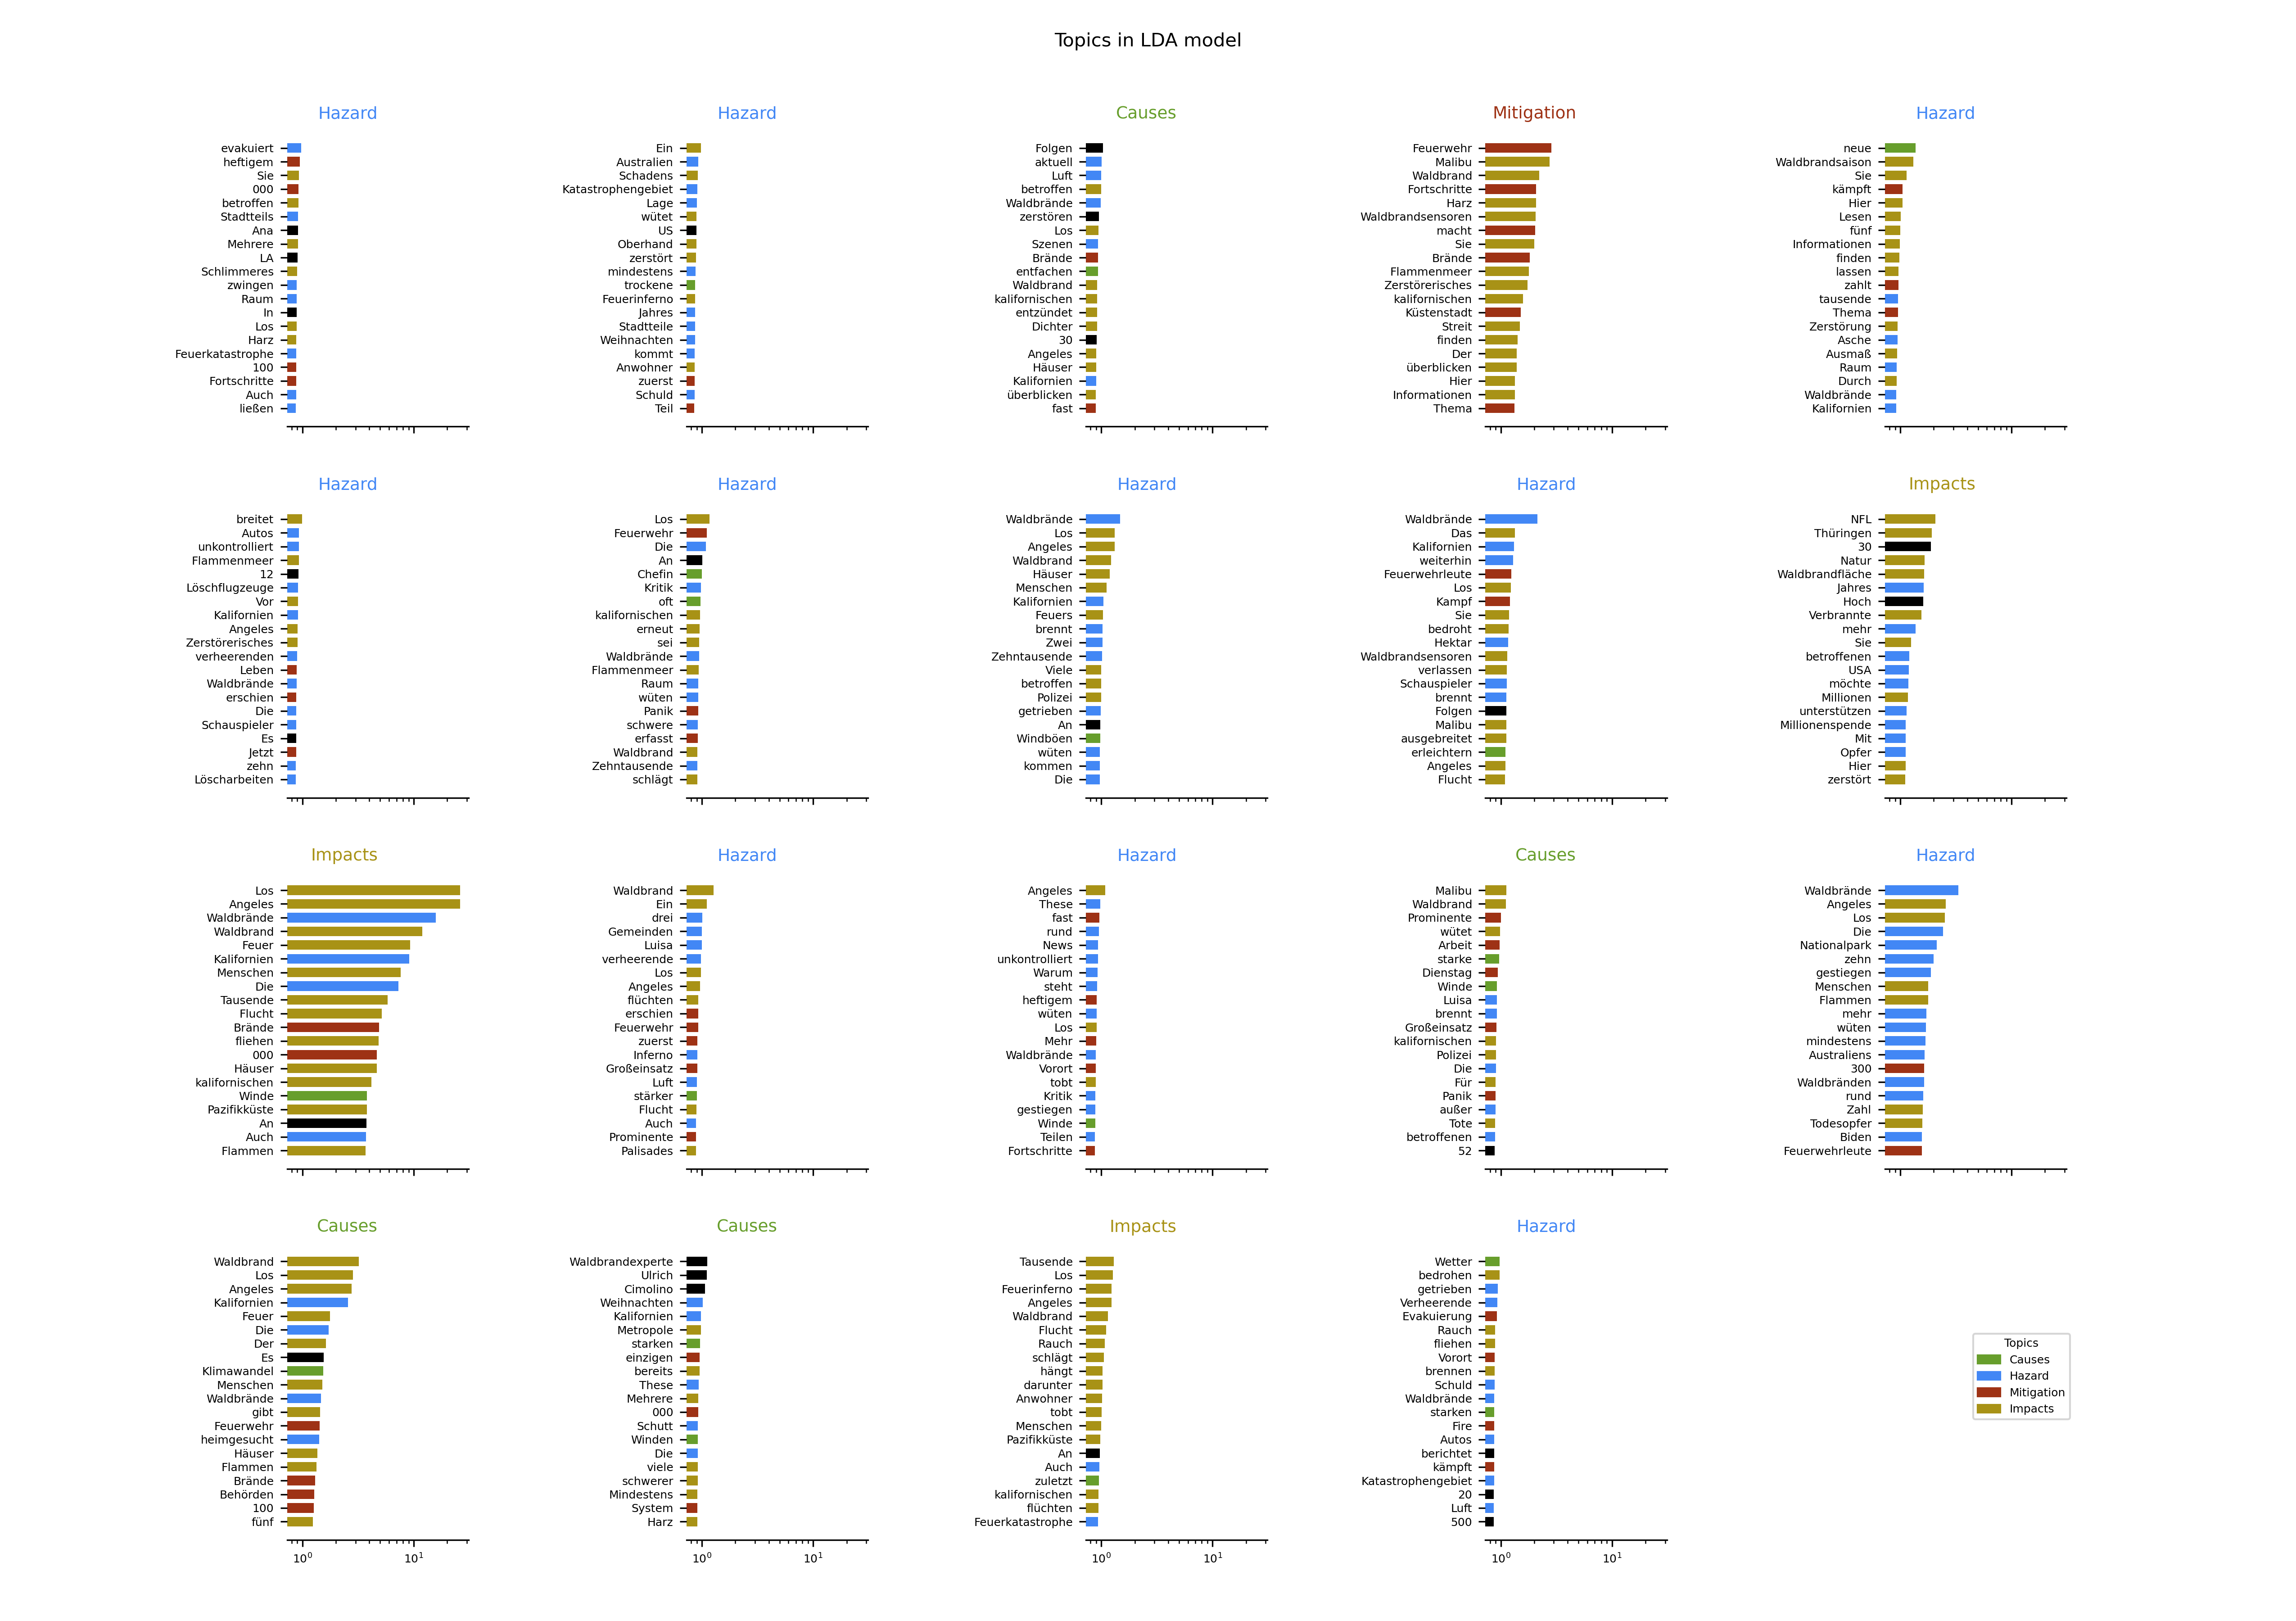 Topics in LDA model
Hazard
evakuiert
heftigem
Sie
000
betroffen
Stadtteils
Ana
Mehrere
LA
Schlimmeres
zwingen
Raum
In
Los
Harz
Feuerkatastrophe
100
Fortschritte
Auch
ließen
Hazard
Ein
Australien
Schadens
Katastrophengebiet
Lage
wütet
US
Oberhand
zerstört
mindestens
trockene
Feuerinferno
Jahres
Stadtteile
Weihnachten
kommt
Anwohner
zuerst
Schuld
Teil
Causes
Folgen
aktuell
Luft
betroffen
Waldbrände
zerstören
Los
Szenen
Brände
entfachen
Waldbrand
kalifornischen
entzündet
Dichter
30
Angeles
Häuser
Kalifornien
überblicken
fast
Mitigation
Feuerwehr
Malibu
Waldbrand
Fortschritte
Harz
Waldbrandsensoren
macht
Sie
Brände
Flammenmeer
Zerstörerisches
kalifornischen
Küstenstadt
Streit
finden
Der
überblicken
Hier
Informationen
Thema
Hazard
neue
Waldbrandsaison
Sie
kämpft
Hier
Lesen
fünf
Informationen
finden
lassen
zahlt
tausende
Thema
Zerstörung
Asche
Ausmaß
Raum
Durch
Waldbrände
Kalifornien
Hazard
breitet
Autos
unkontrolliert
Flammenmeer
12
Löschflugzeuge
Vor
Kalifornien
Angeles
Zerstörerisches
verheerenden
Leben
Waldbrände
erschien
Die
Schauspieler
Es
Jetzt
zehn
Löscharbeiten
Hazard
Los
Feuerwehr
Die
An
Chefin
Kritik
oft
kalifornischen
erneut
sei
Waldbrände
Flammenmeer
Raum
wüten
Panik
schwere
erfasst
Waldbrand
Zehntausende
schlägt
Hazard
Waldbrände
Los
Angeles
Waldbrand
Häuser
Menschen
Kalifornien
Feuers
brennt
Zwei
Zehntausende
Viele
betroffen
Polizei
getrieben
An
Windböen
wüten
kommen
Die
Hazard
Waldbrände
Das
Kalifornien
weiterhin
Feuerwehrleute
Los
Kampf
Sie
bedroht
Hektar
Waldbrandsensoren
verlassen
Schauspieler
brennt
Folgen
Malibu
ausgebreitet
erleichtern
Angeles
Flucht
Impacts
NFL
Thüringen
30
Natur
Waldbrandfläche
Jahres
Hoch
Verbrannte
mehr
Sie
betroffenen
USA
möchte
Millionen
unterstützen
Millionenspende
Mit
Opfer
Hier
zerstört
Impacts
Los
Angeles
Waldbrände
Waldbrand
Feuer
Kalifornien
Menschen
Die
Tausende
Flucht
Brände
fliehen
000
Häuser
kalifornischen
Winde
Pazifikküste
An
Auch
Flammen
Hazard
Waldbrand
Ein
drei
Gemeinden
Luisa
verheerende
Los
Angeles
flüchten
erschien
Feuerwehr
zuerst
Inferno
Großeinsatz
Luft
stärker
Flucht
Auch
Prominente
Palisades
Hazard
Angeles
These
fast
rund
News
unkontrolliert
Warum
steht
heftigem
wüten
Los
Mehr
Waldbrände
Vorort
tobt
Kritik
gestiegen
Winde
Teilen
Fortschritte
Causes
Malibu
Waldbrand
Prominente
wütet
Arbeit
starke
Dienstag
Winde
Luisa
brennt
Großeinsatz
kalifornischen
Polizei
Die
Für
Panik
außer
Tote
betroffenen
52
Hazard
Waldbrände
Angeles
Los
Die
Nationalpark
zehn
gestiegen
Menschen
Flammen
mehr
wüten
mindestens
Australiens
300
Waldbränden
rund
Zahl
Todesopfer
Biden
Feuerwehrleute
Causes
Waldbrand
Los
Angeles
Kalifornien
Feuer
Die
Der
Es
Klimawandel
Menschen
Waldbrände
gibt
Feuerwehr
heimgesucht
Häuser
Flammen
Brände
Behörden
100
fünf
10⁰ 10¹
Causes
Waldbrandexperte
Ulrich
Cimolino
Weihnachten
Kalifornien
Metropole
starken
einzigen
bereits
These
Mehrere
000
Schutt
Winden
Die
viele
schwerer
Mindestens
System
Harz
10⁰ 10¹
Impacts
Tausende
Los
Feuerinferno
Angeles
Waldbrand
Flucht
Rauch
schlägt
hängt
darunter
Anwohner
tobt
Menschen
Pazifikküste
An
Auch
zuletzt
kalifornischen
flüchten
Feuerkatastrophe
10⁰ 10¹
Hazard
Wetter
bedrohen
getrieben
Verheerende
Evakuierung
Rauch
fliehen
Vorort
brennen
Schuld
Waldbrände
starken
Fire
Autos
berichtet
kämpft
Katastrophengebiet
20
Luft
500
10⁰ 10¹
Topics
Causes
Hazard
Mitigation
Impacts